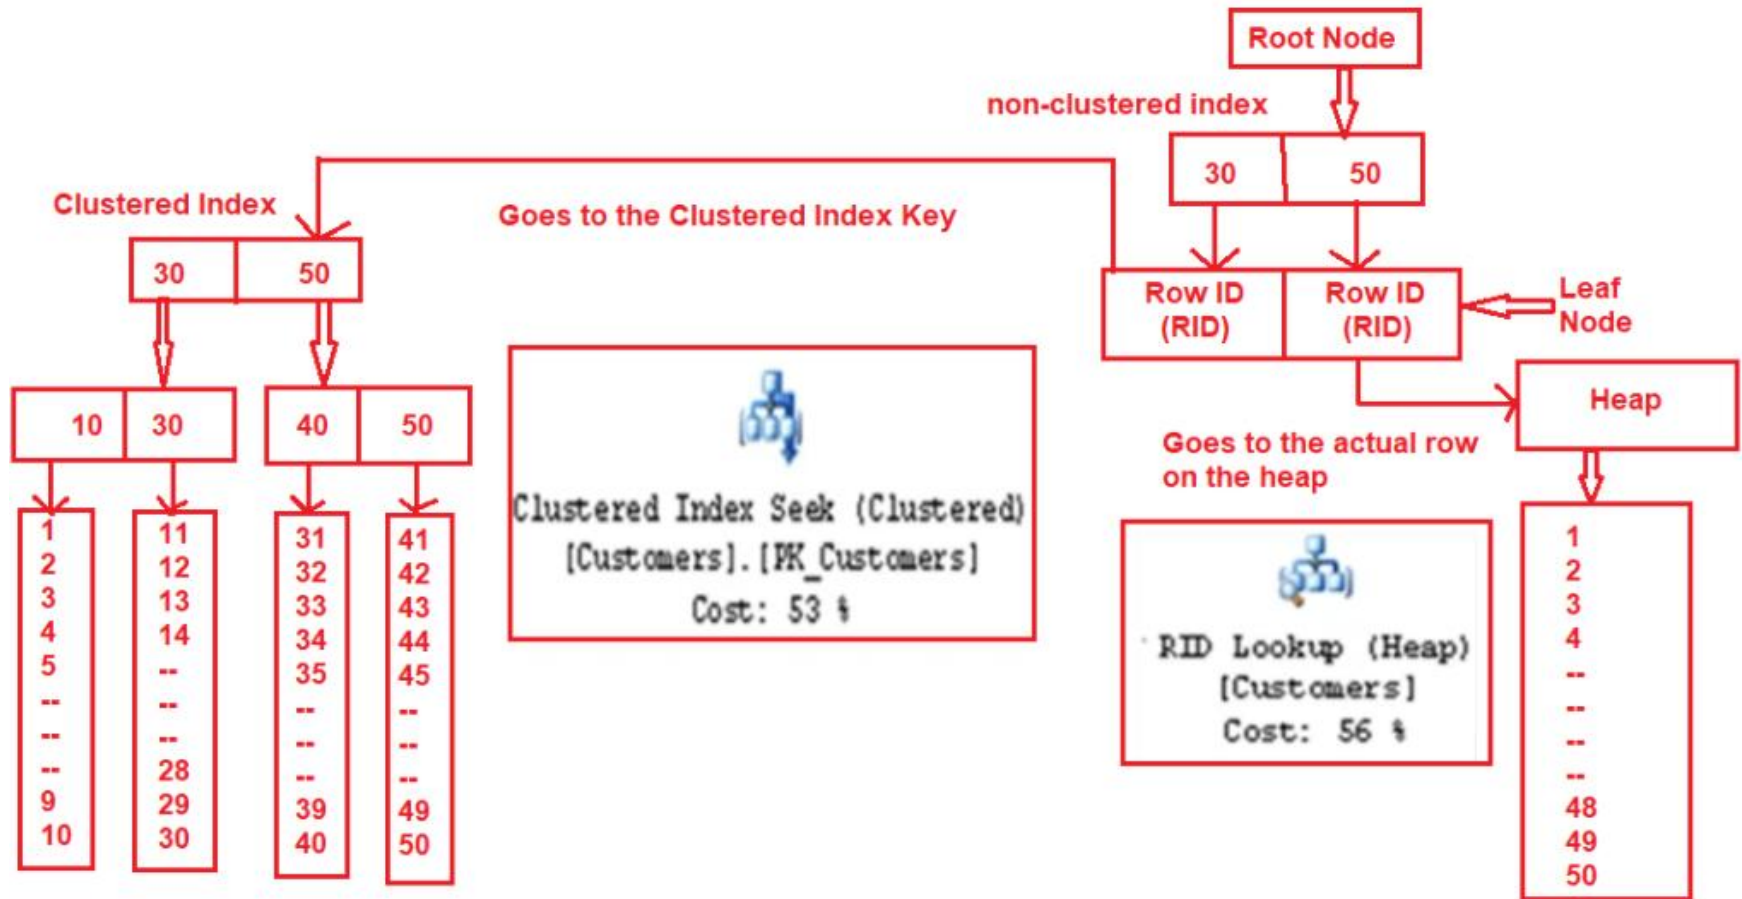 Root Node
non-clustered index
30 50
Clustered Index
Goes to the Clustered Index Key
30 50
Row ID
(RID)
Row ID
(RID)
Leaf
Node
10 30
40 50
Heap
Goes to the actual row
on the heap
Clustered Index Seek (Clustered)
[Customers].[PK_Customers]
Cost: 53 %
RID Lookup (Heap)
[Customers]
Cost: 56 %
1
2
3
4
5
--
--
--
9
10
11
12
13
14
--
--
--
28
29
30
31
32
33
34
35
--
--
--
39
40
41
42
43
44
45
--
--
--
49
50
1
2
3
4
--
--
--
--
48
49
50